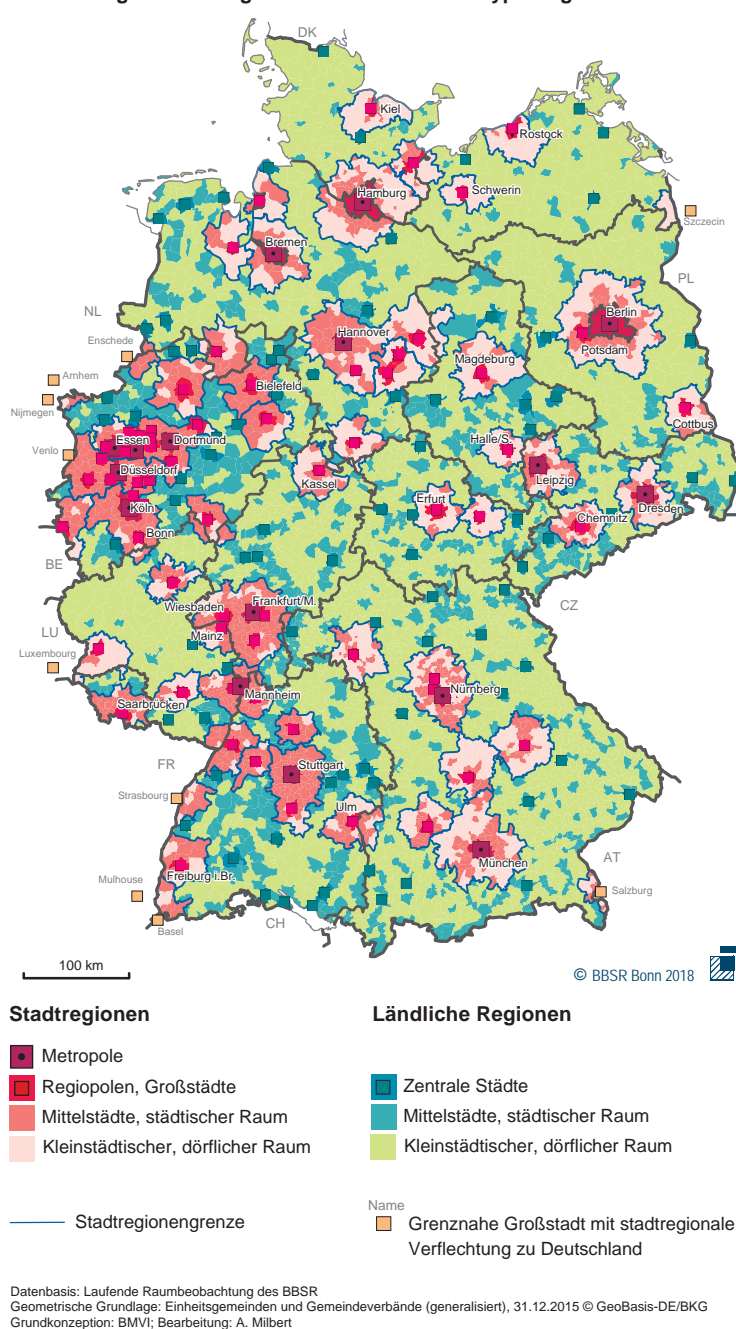 DK
Kiel
Rostock
Hamburg
Schwerin
Szczecin
Bremen
PL
NL
Berlin
Hannover
Enschede
Potsdam
Magdeburg
Arnhem
Bielefeld
Nijmegen
Cottbus
Essen
Dortmund
Halle/S.
Venlo
Düsseldorf
Leipzig
Kassel
Erfurt
Köln
Dresden
Chemnitz
Bonn
BE
Wiesbaden
Frankfurt/M.
CZ
LU
Mainz
Luxembourg
Nürnberg
Mannheim
Saarbrücken
FR
Stuttgart
Strasbourg
Ulm
AT
München
Mulhouse
Freiburg i.Br.
Salzburg
CH
Basel
100 km
© BBSR Bonn 2018
Stadtregionen
Metropole
Regiopolen, Großstädte
Mittelstädte, städtischer Raum
Kleinstädtischer, dörflicher Raum
Stadtregionengrenze
Ländliche Regionen
Zentrale Städte
Mittelstädte, städtischer Raum
Kleinstädtischer, dörflicher Raum
Name
Grenznahe Großstadt mit stadtregionale
Verflechtung zu Deutschland
Datenbasis: Laufende Raumbeobachtung des BBSR
Geometrische Grundlage: Einheitsgemeinden und Gemeindeverbände (generalisiert), 31.12.2015 © GeoBasis-DE/BKG
Grundkonzeption: BMVI; Bearbeitung: A. Milbert